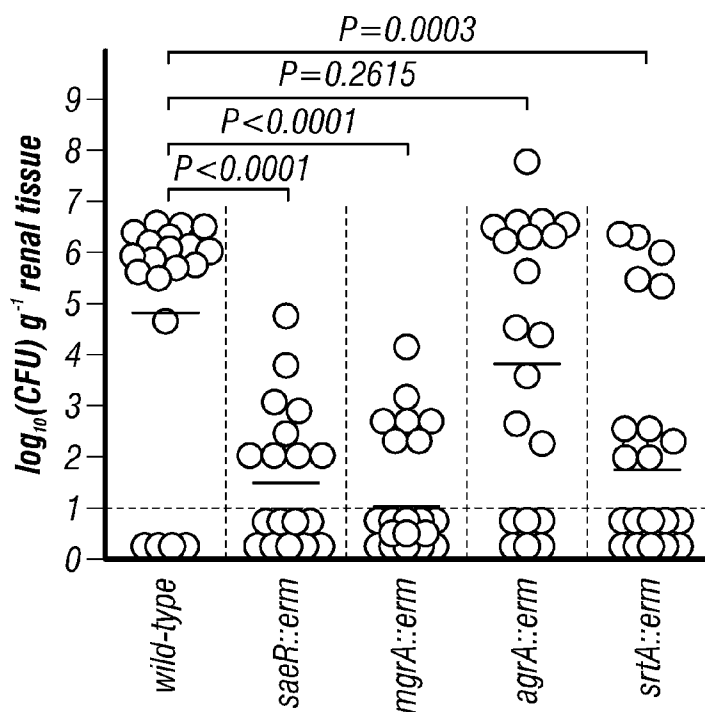 P=0.0003
P=0.2615
P<0.0001
P<0.0001
log₁₀(CFU) g⁻¹ renal tissue
9
8
7
6
5
4
3
2
1
0
wild-type
saeR::erm
mgrA::erm
agrA::erm
srtA::erm